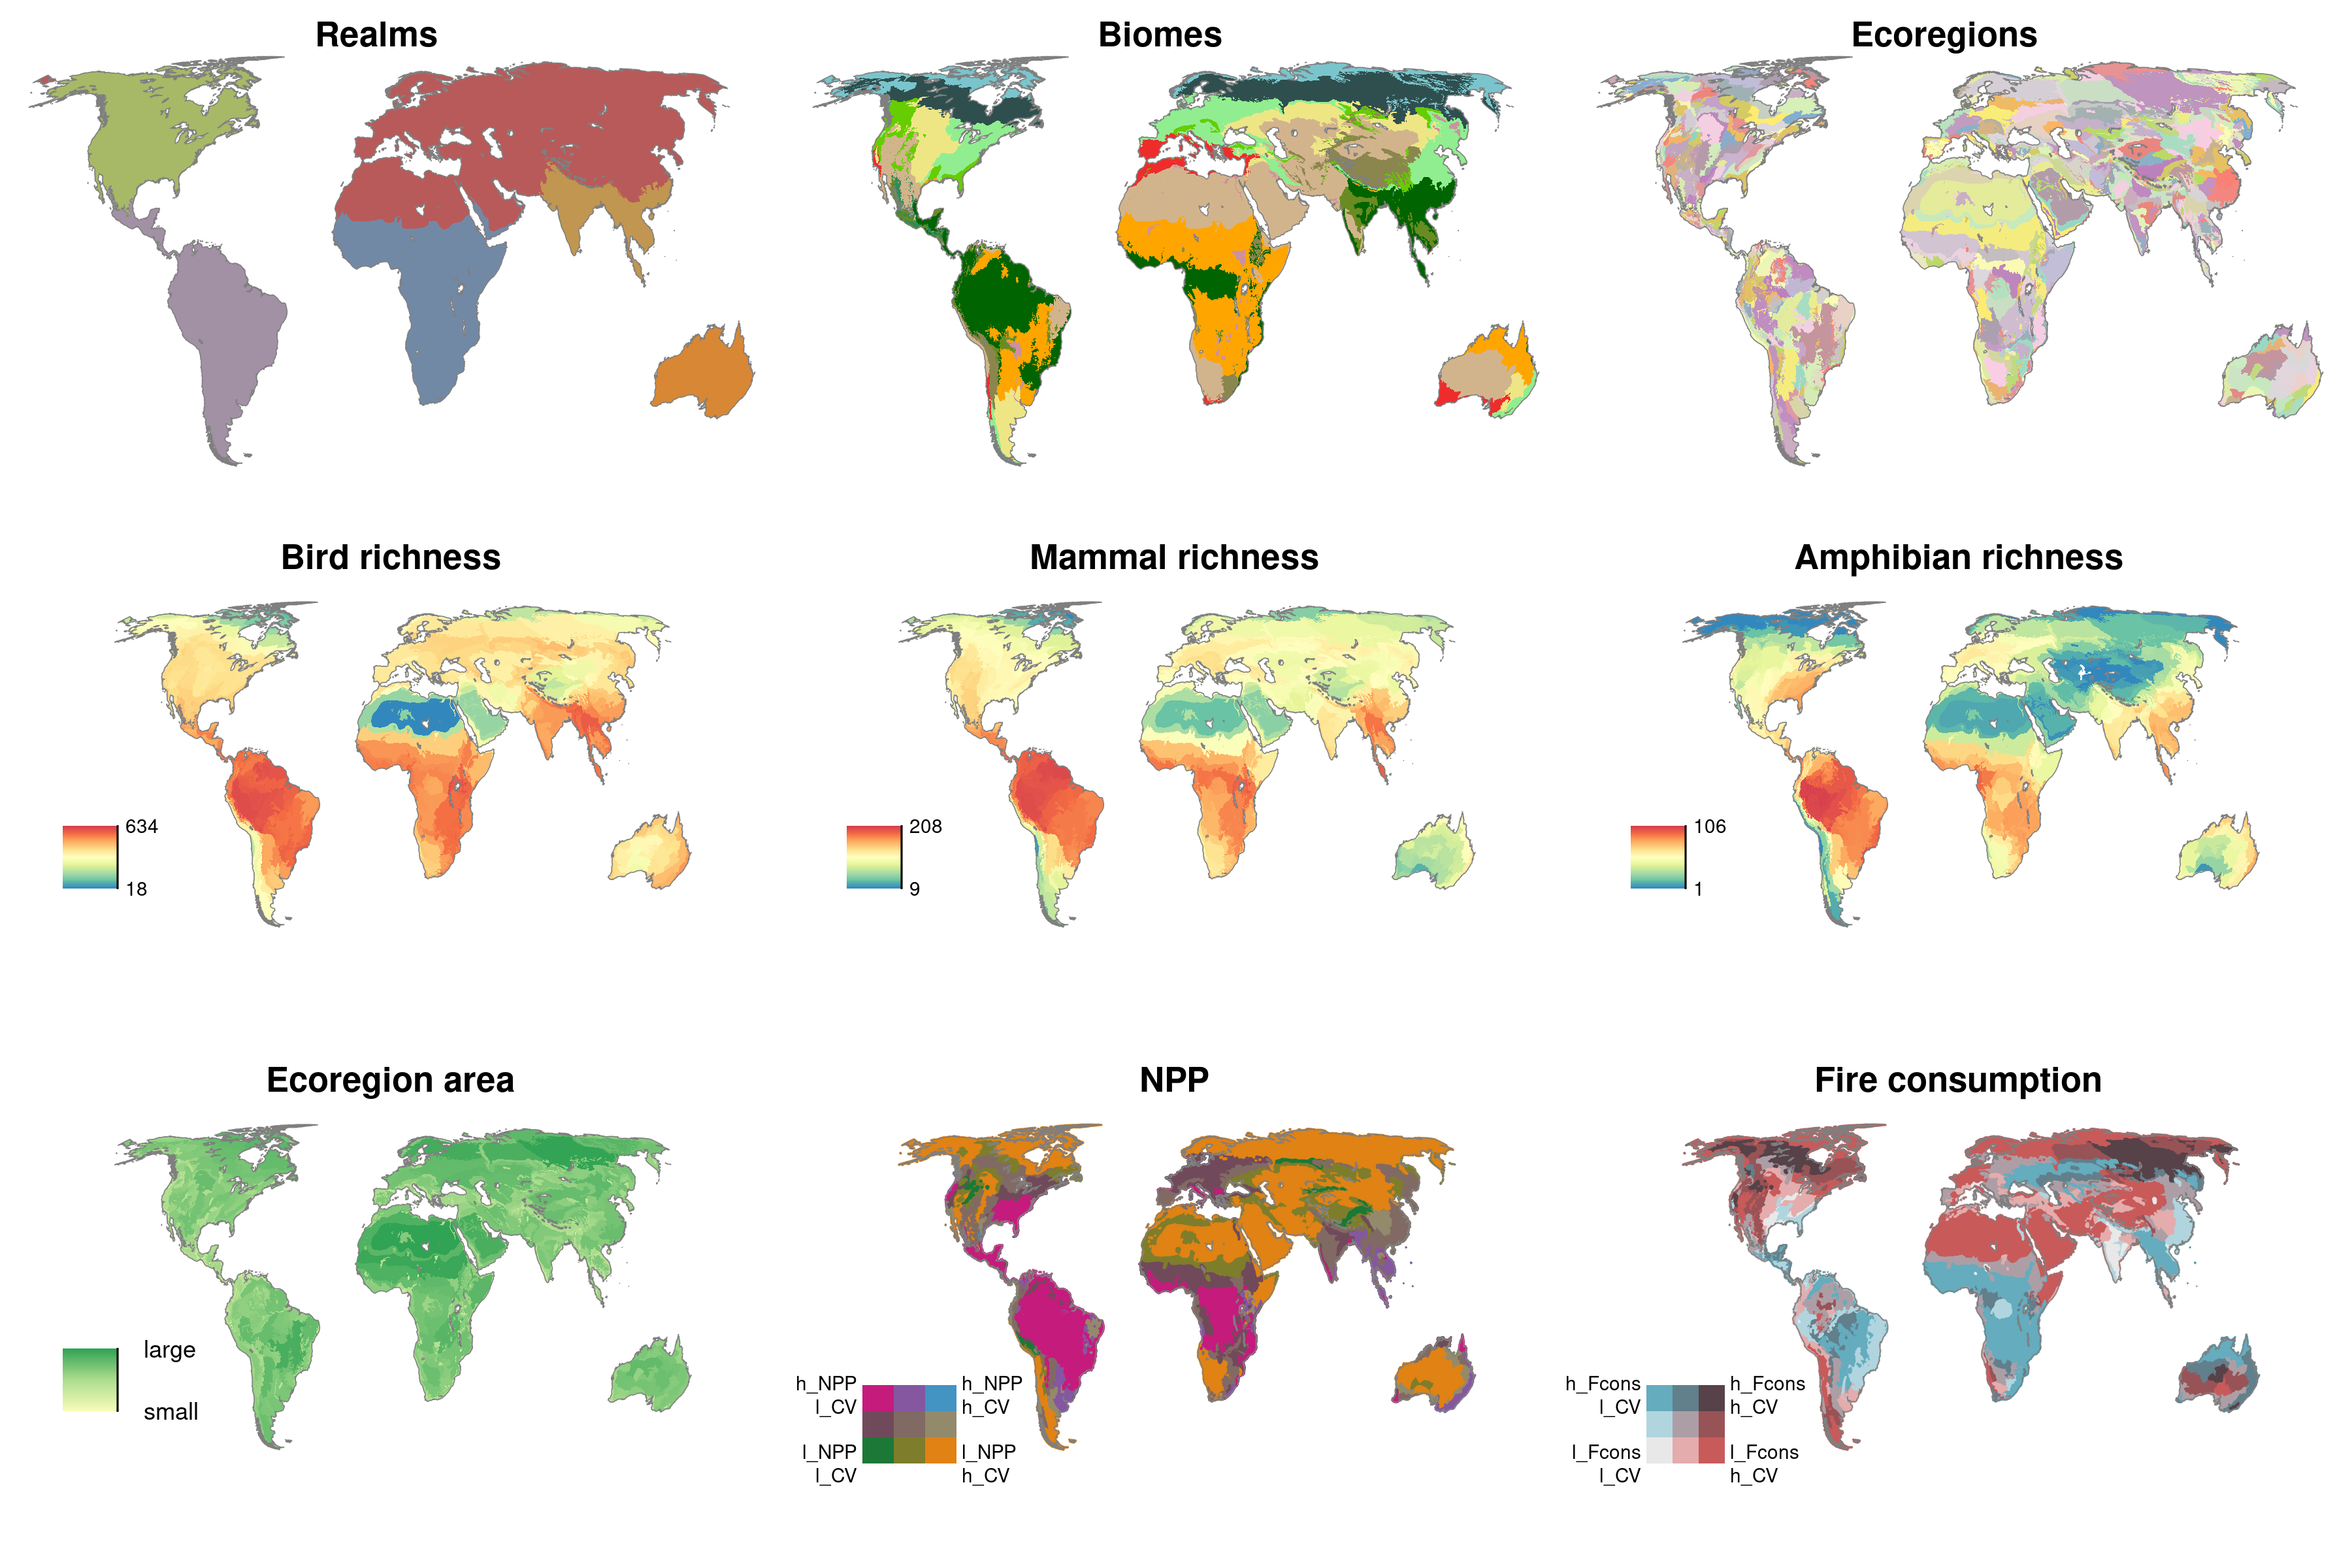 Realms
Biomes
Ecoregions
Bird richness
634
18
Mammal richness
208
9
Amphibian richness
106
1
Ecoregion area
large
small
NPP
h_NPP
l_CV
h_NPP
h_CV
l_NPP
l_CV
l_NPP
h_CV
Fire consumption
h_Fcons
l_CV
h_Fcons
h_CV
l_Fcons
l_CV
l_Fcons
h_CV